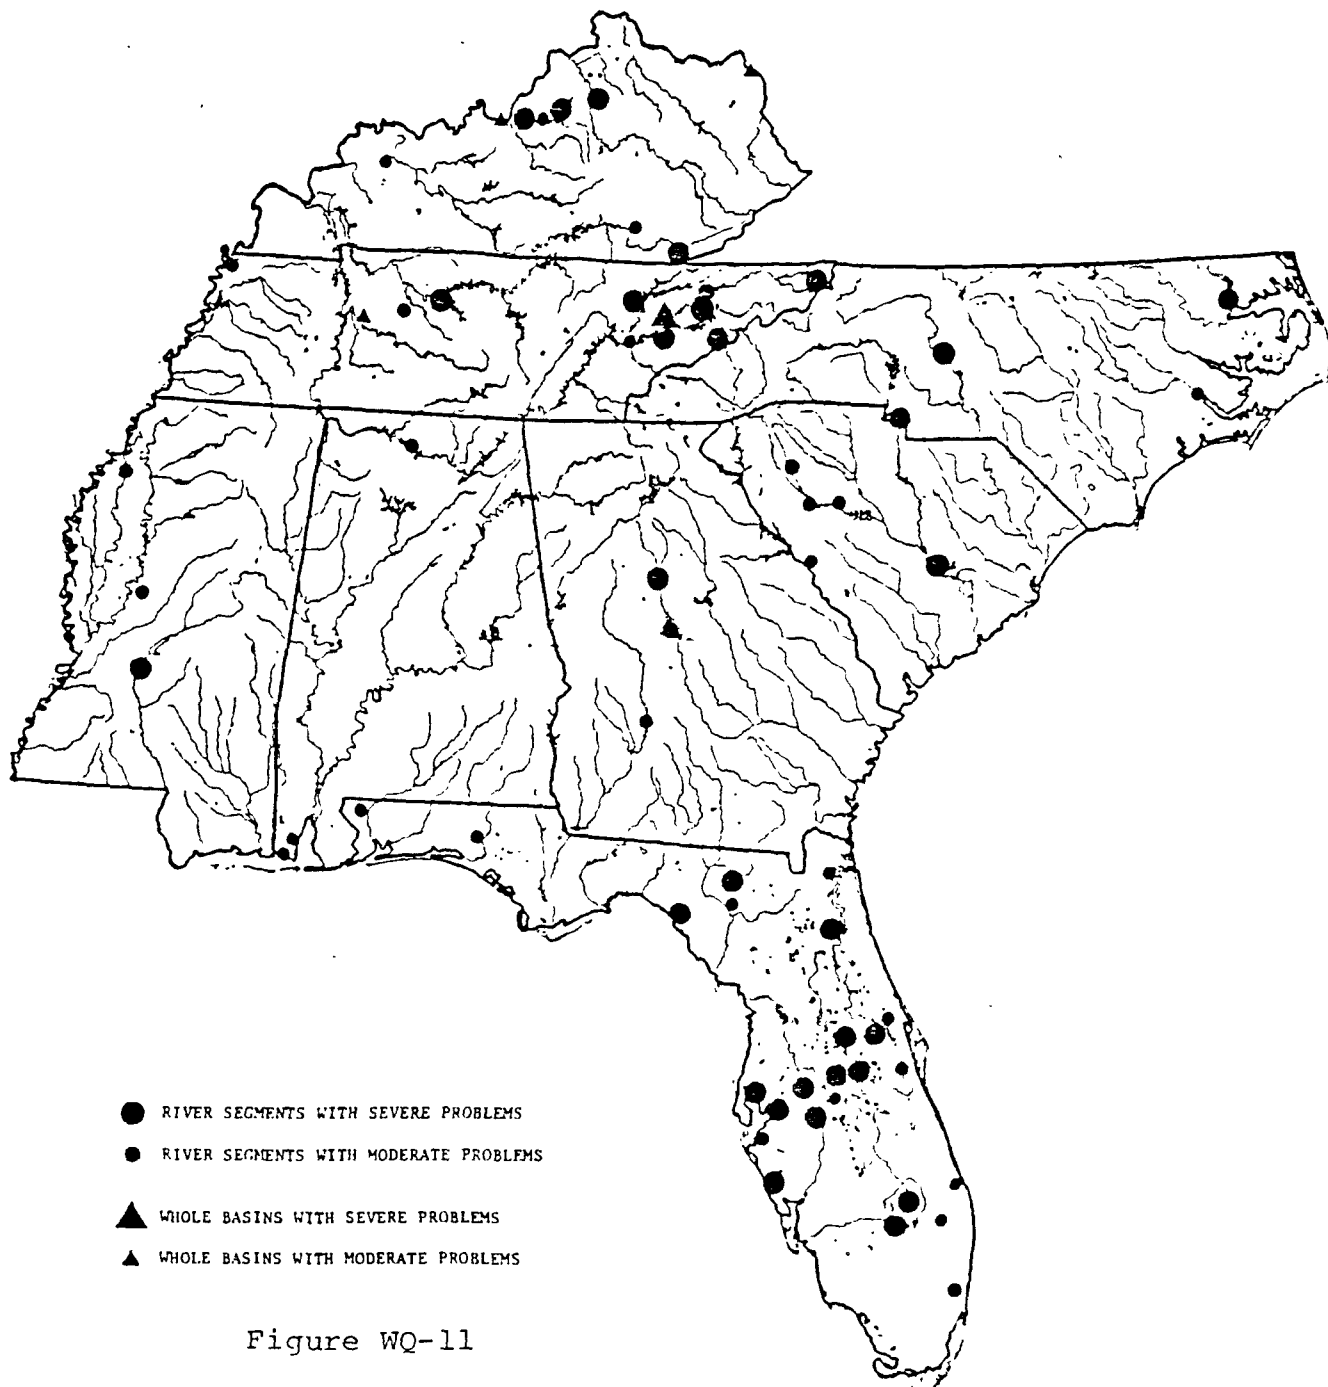 RIVER SEGMENTS WITH SEVERE PROBLEMS
RIVER SEGMENTS WITH MODERATE PROBLEMS
WHOLE BASINS WITH SEVERE PROBLEMS
WHOLE BASINS WITH MODERATE PROBLEMS
Figure WQ-11